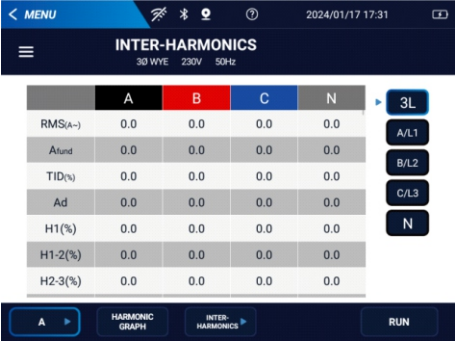 < MENU 2024/01/17 17:31
INTER-HARMONICS
3Ø WYE 230V 50Hz
A B C N
RMS(A~) 0.0 0.0 0.0 0.0
Afund 0.0 0.0 0.0 0.0
TID(%) 0.0 0.0 0.0 0.0
Ad 0.0 0.0 0.0 0.0
H1(%) 0.0 0.0 0.0 0.0
H1-2(%) 0.0 0.0 0.0 0.0
H2-3(%) 0.0 0.0 0.0 0.0
3L
A/L1
B/L2
C/L3
N
A
HARMONIC
GRAPH
INTER-
HARMONICS
RUN